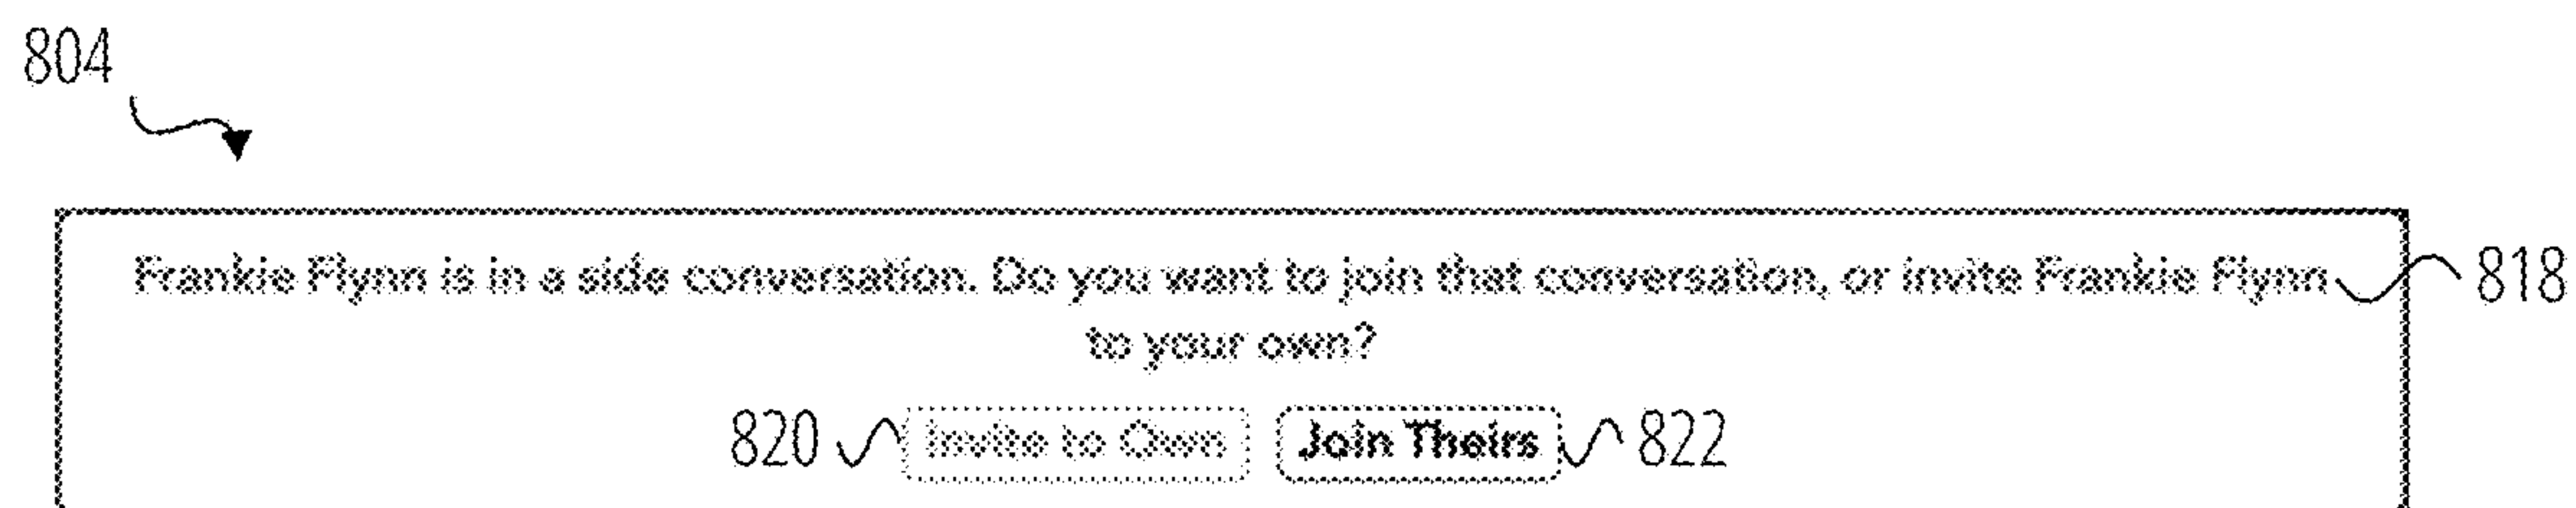 804
Frankie Flynn is in a side conversation. Do you want to join that conversation, or invite Frankie Flynn
818
to your own?
820 Invite to Own Join Theirs 822